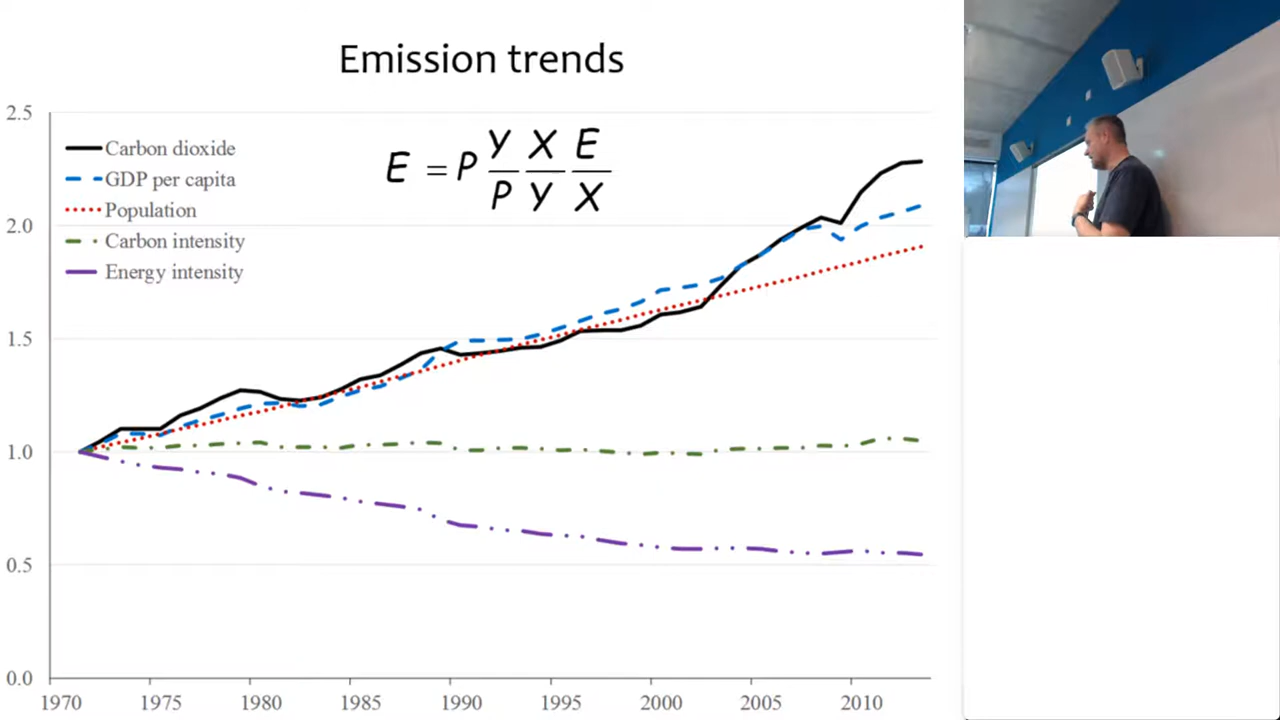 Emission trends
2.5
2.0
1.5
1.0
0.5
0.0
Carbon dioxide
GDP per capita
Population
Carbon intensity
Energy intensity
E = P Y/P X/Y E/X
1970 1975 1980 1985 1990 1995 2000 2005 2010